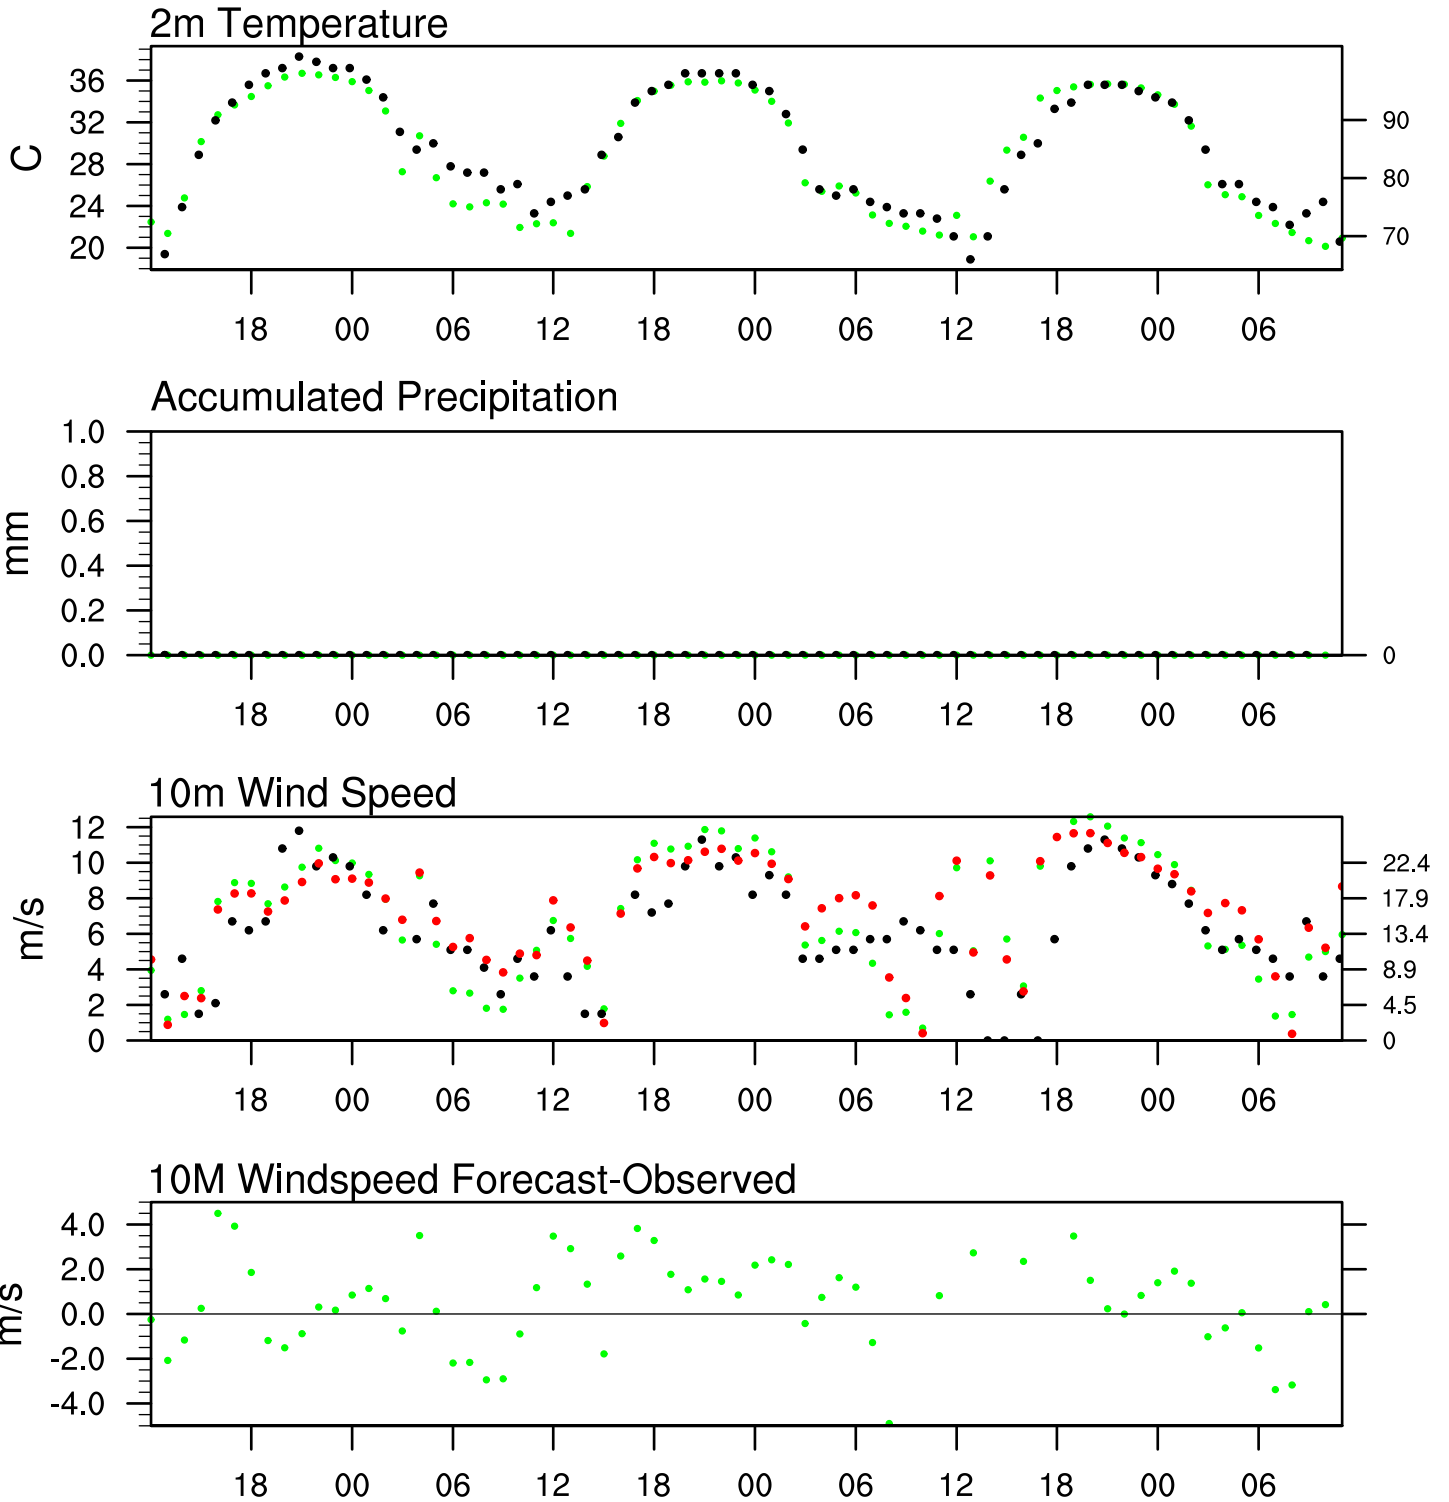 2m Temperature
C
36
32
28
24
20
90
80
70
18 00 06 12 18 00 06 12 18 00 06
Accumulated Precipitation
mm
1.0
0.8
0.6
0.4
0.2
0.0
0
18 00 06 12 18 00 06 12 18 00 06
10m Wind Speed
m/s
12
10
8
6
4
2
0
22.4
17.9
13.4
8.9
4.5
0
18 00 06 12 18 00 06 12 18 00 06
10M Windspeed Forecast-Observed
m/s
4.0
2.0
0.0
-2.0
-4.0
18 00 06 12 18 00 06 12 18 00 06